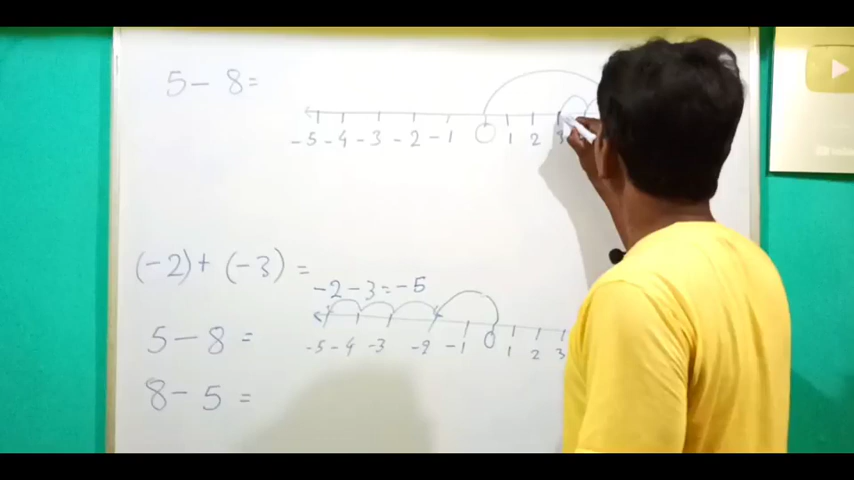 5 - 8 =
-5 -4 -3 -2 -1 0 1 2 3
(-2) + (-3) =
-2 - 3 = -5
5 - 8 =
-5 -4 -3 -2 -1 0 1 2 3
8 - 5 =